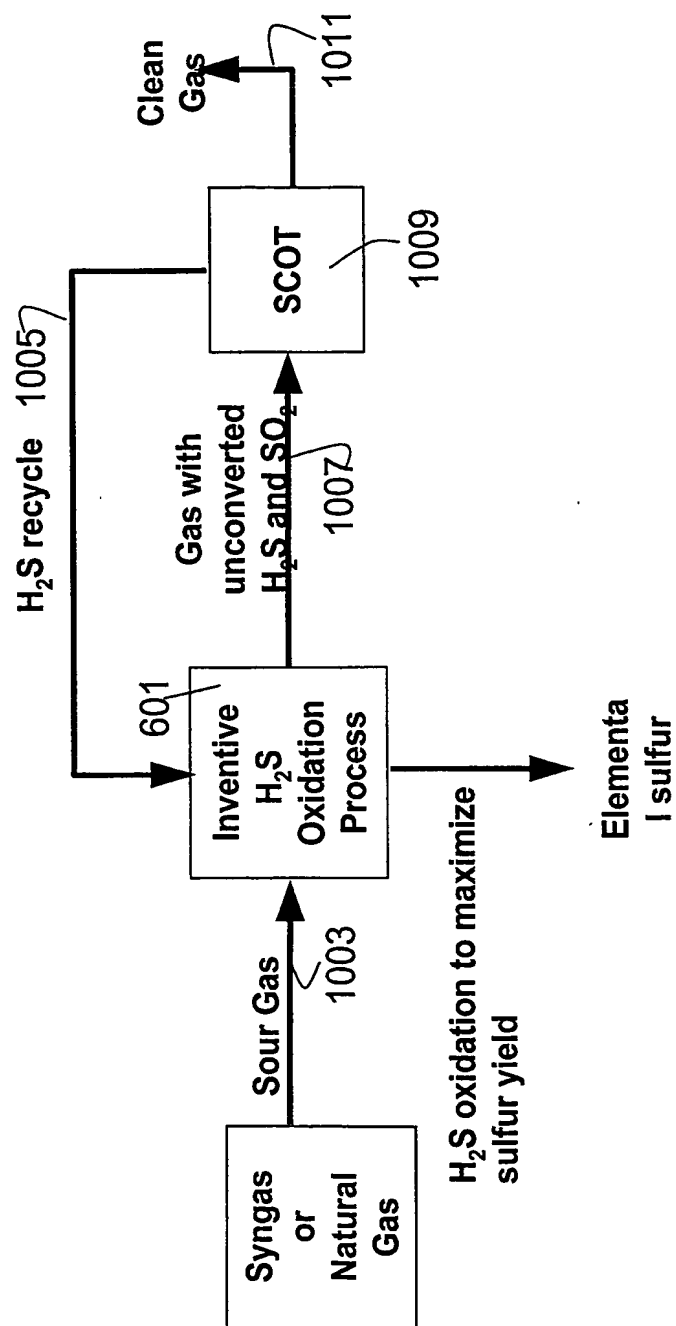 Syngas
or
Natural
Gas
Sour Gas
1003
601
Inventive
H₂S
Oxidation
Process
H₂S oxidation to maximize
sulfur yield
Elementa
l sulfur
H₂S recycle 1005
Gas with
unconverted
H₂S and SO₂
1007
SCOT
1009
Clean
Gas
1011